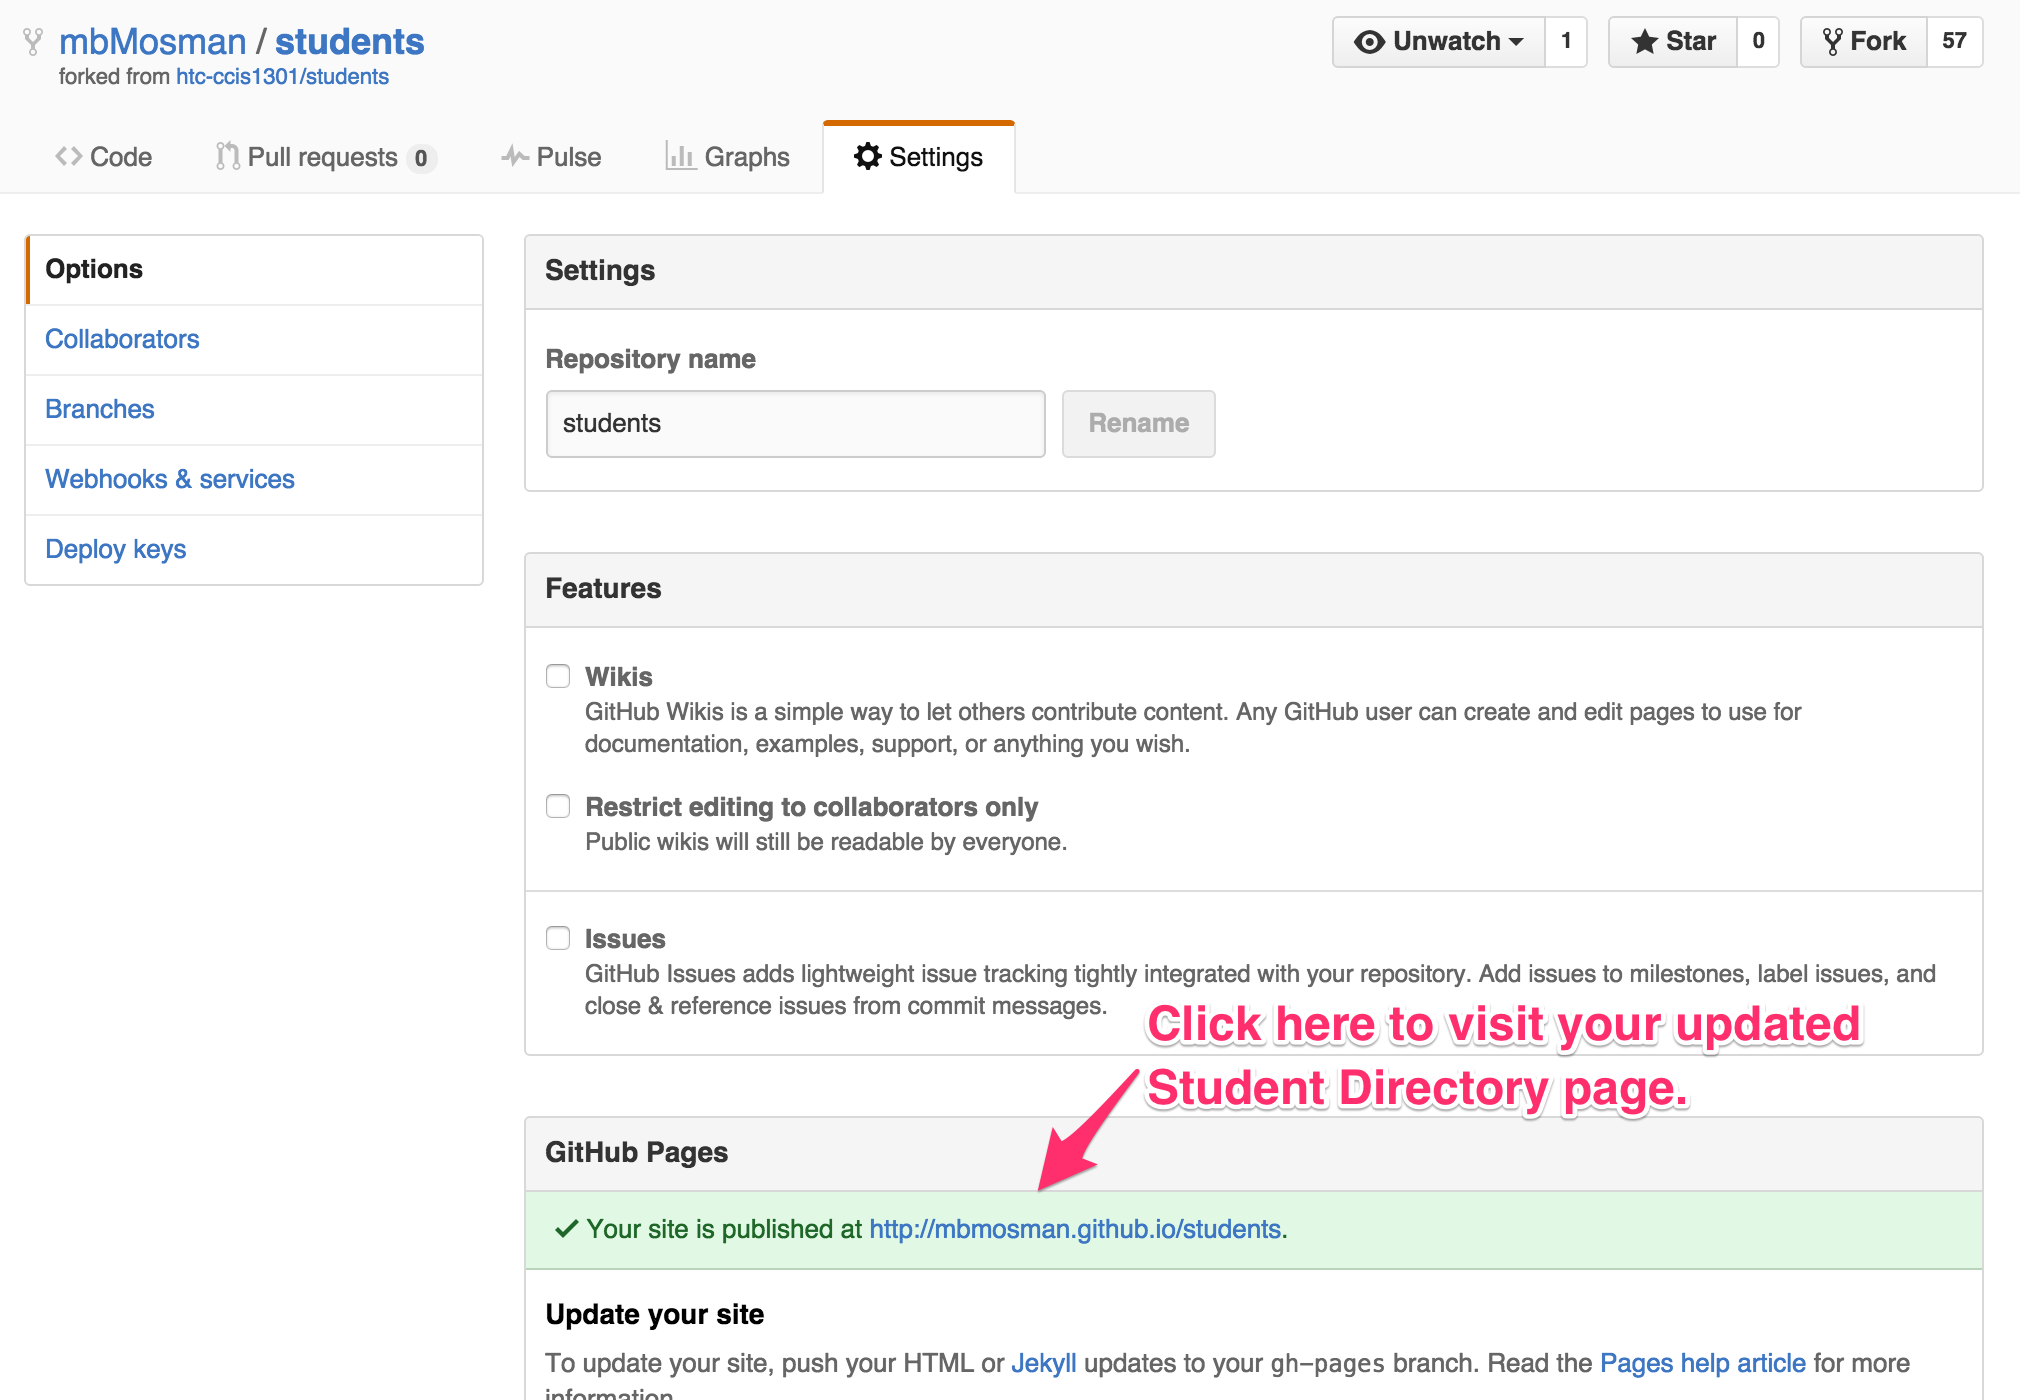 mbMosman / students
forked from htc-ccis1301/students
Unwatch 1
Star 0
Fork 57
Code
Pull requests 0
Pulse
Graphs
Settings
Options
Collaborators
Branches
Webhooks & services
Deploy keys
Settings
Repository name
students
Rename
Features
Wikis
GitHub Wikis is a simple way to let others contribute content. Any GitHub user can create and edit pages to use for
documentation, examples, support, or anything you wish.
Restrict editing to collaborators only
Public wikis will still be readable by everyone.
Issues
GitHub Issues adds lightweight issue tracking tightly integrated with your repository. Add issues to milestones, label issues, and
close & reference issues from commit messages.
Click here to visit your updated
Student Directory page.
GitHub Pages
Your site is published at http://mbmosman.github.io/students.
Update your site
To update your site, push your HTML or Jekyll updates to your gh-pages branch. Read the Pages help article for more
information.